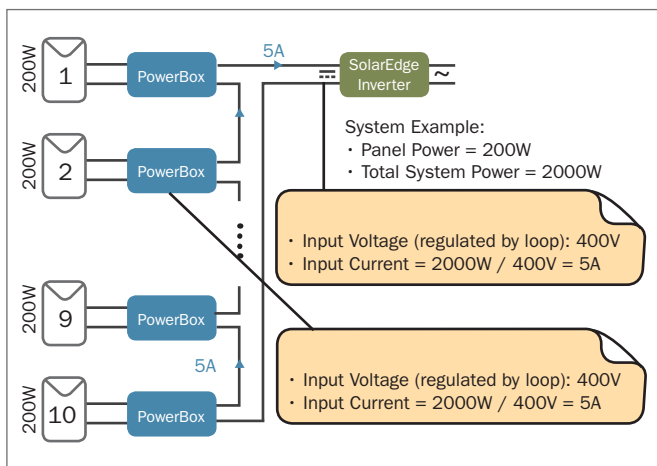 5A
200W
1
PowerBox
SolarEdge
Inverter
~
System Example:
· Panel Power = 200W
· Total System Power = 2000W
200W
2
PowerBox
· Input Voltage (regulated by loop): 400V
· Input Current = 2000W / 400V = 5A
200W
9
PowerBox
5A
200W
10
PowerBox
· Input Voltage (regulated by loop): 400V
· Input Current = 2000W / 400V = 5A